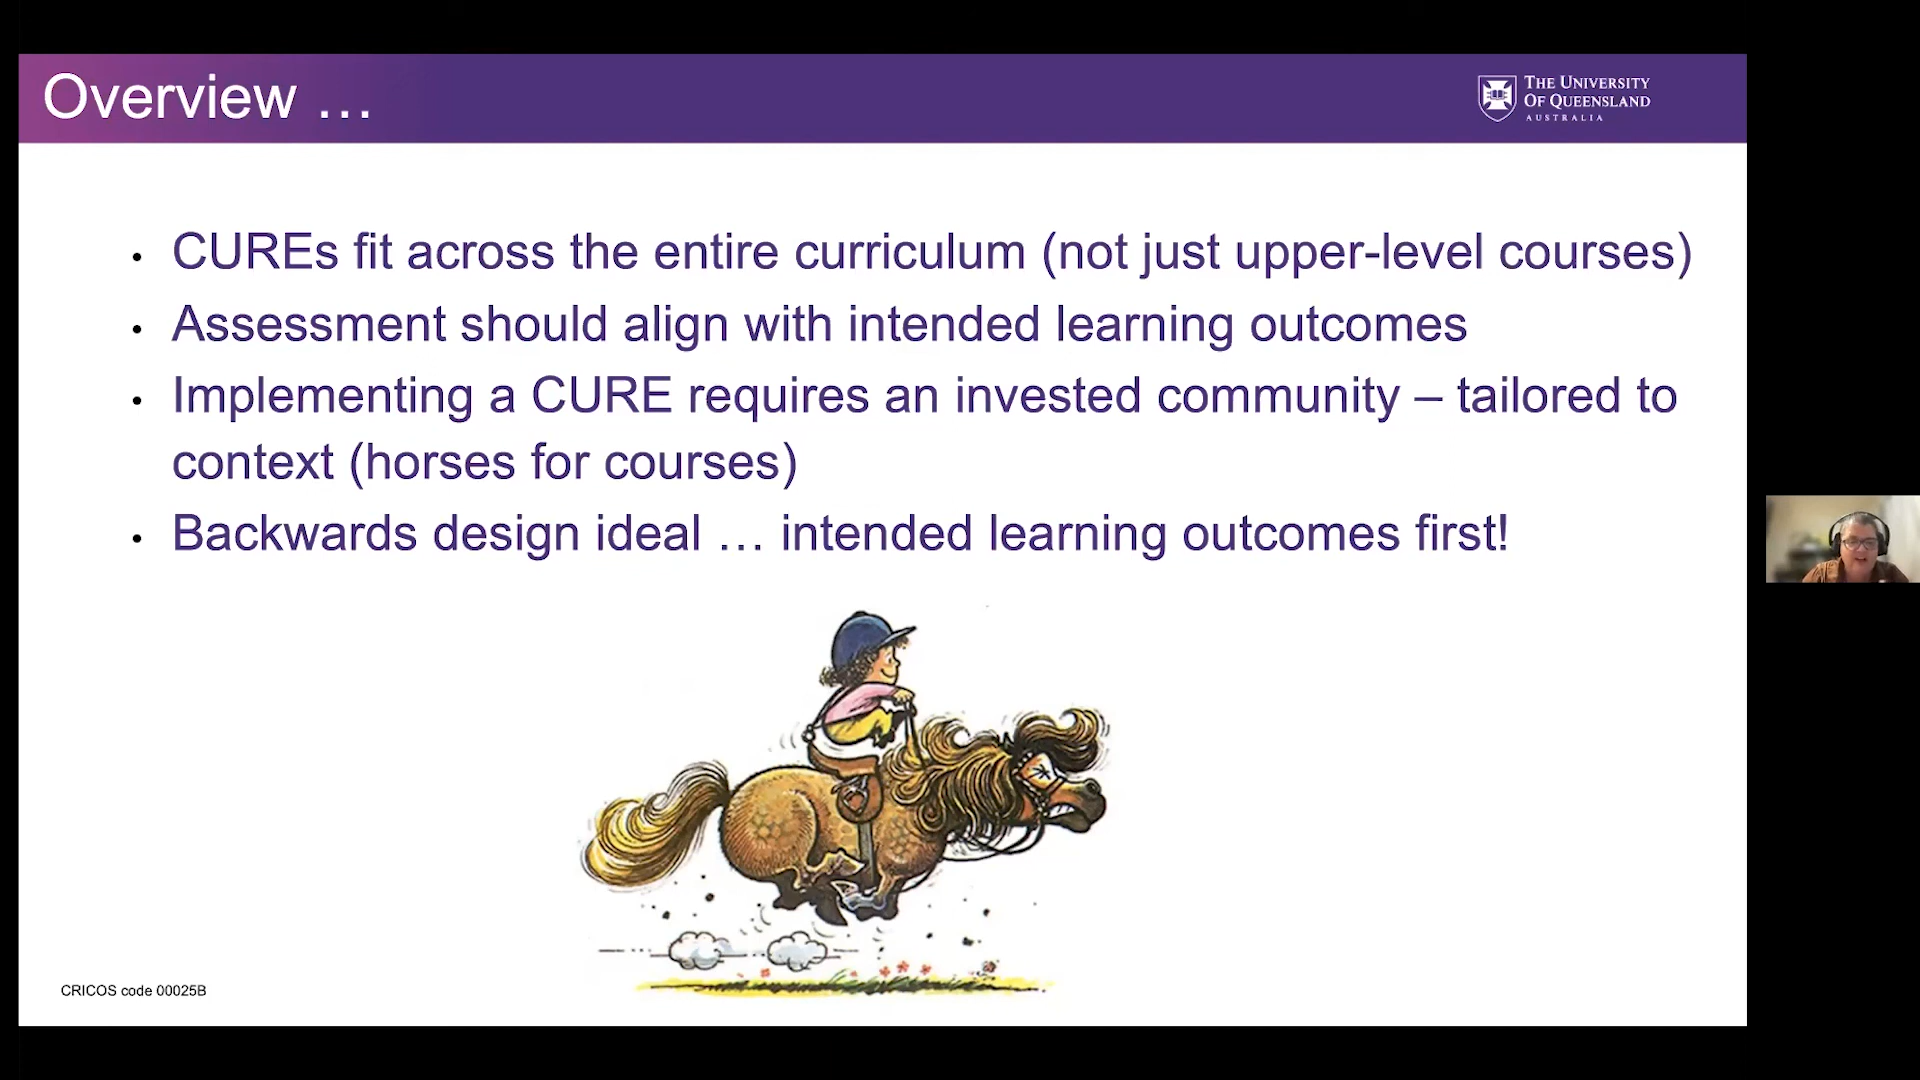 Overview …
THE UNIVERSITY
OF QUEENSLAND
AUSTRALIA
• CUREs fit across the entire curriculum (not just upper-level courses)
• Assessment should align with intended learning outcomes
• Implementing a CURE requires an invested community – tailored to
context (horses for courses)
• Backwards design ideal … intended learning outcomes first!
CRICOS code 00025B